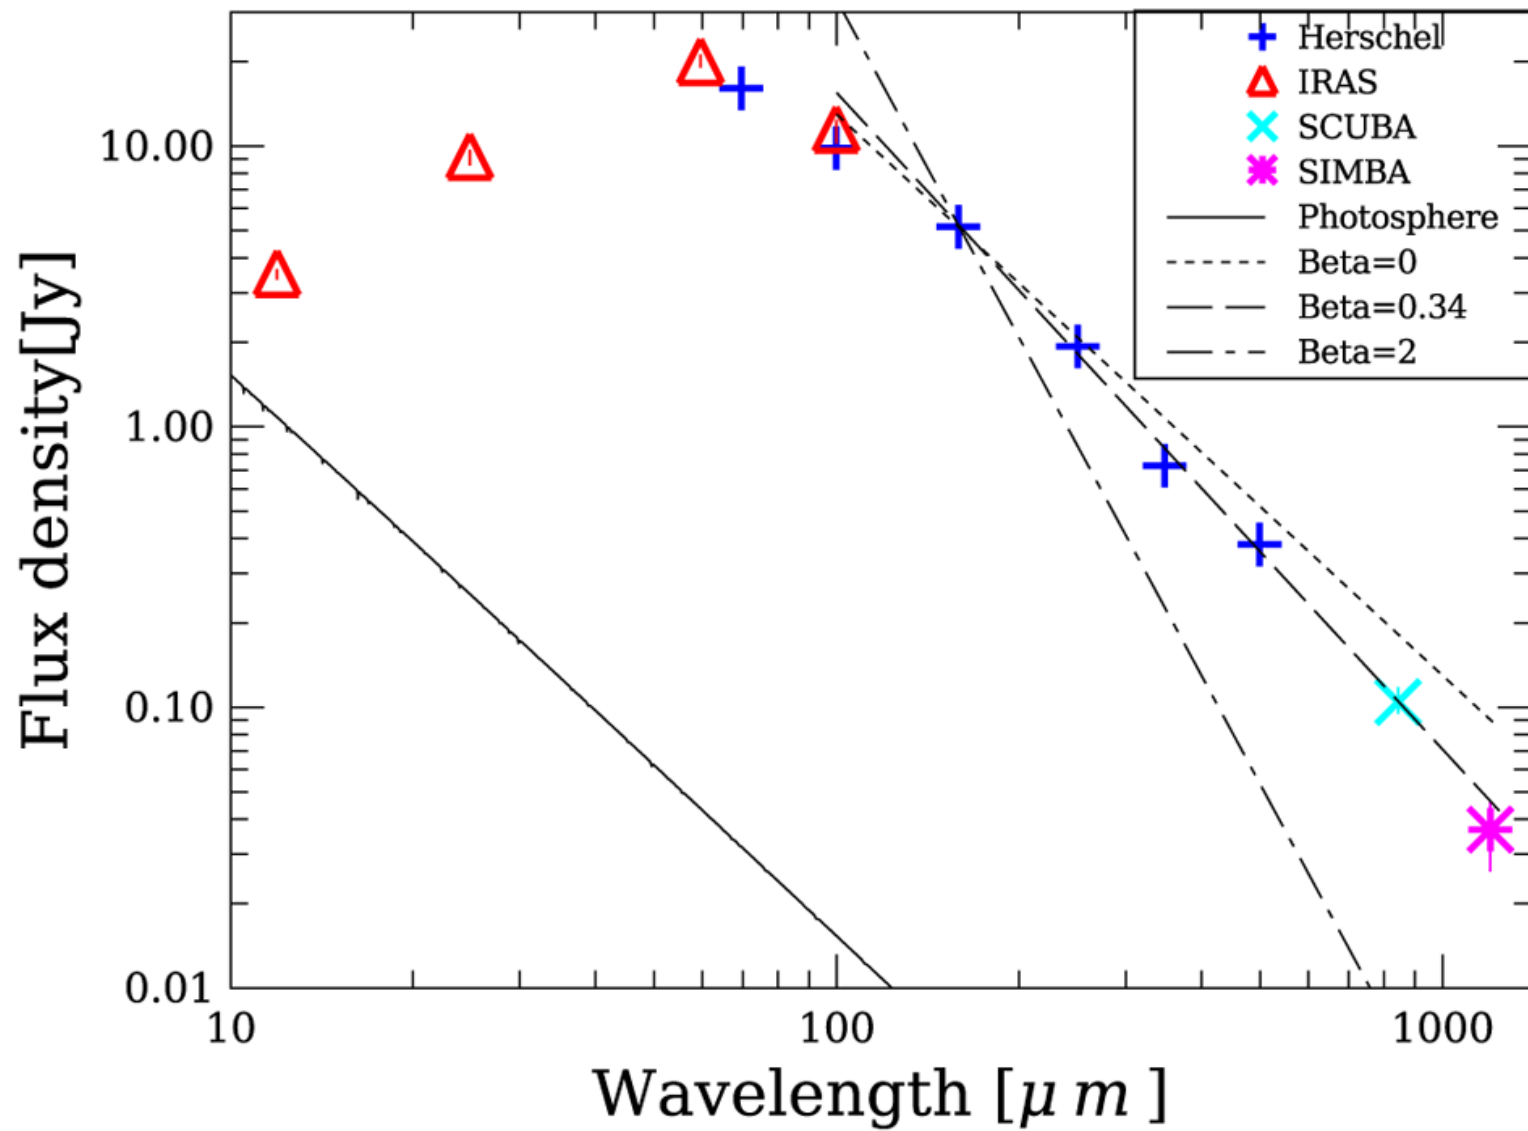 Herschel
IRAS
SCUBA
SIMBA
Photosphere
Beta=0
Beta=0.34
Beta=2
Flux density[Jy]
10.00
1.00
0.10
0.01
10
100
1000
Wavelength [μ m ]